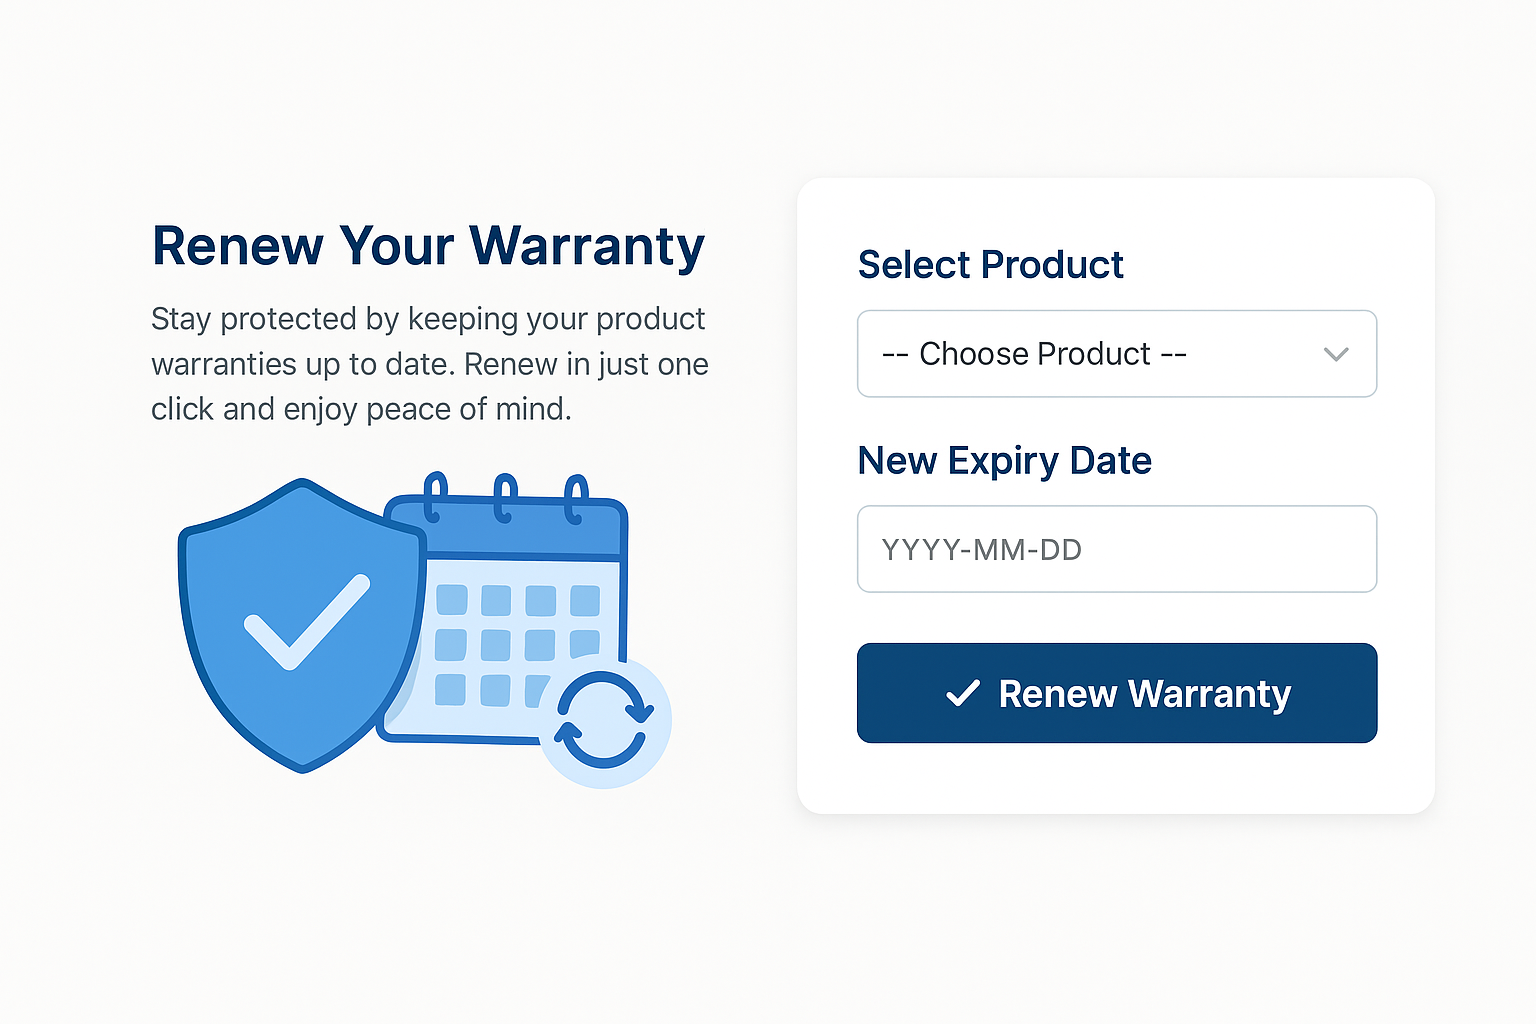 Renew Your Warranty
Stay protected by keeping your product
warranties up to date. Renew in just one
click and enjoy peace of mind.
Select Product
-- Choose Product --
New Expiry Date
YYYY-MM-DD
Renew Warranty